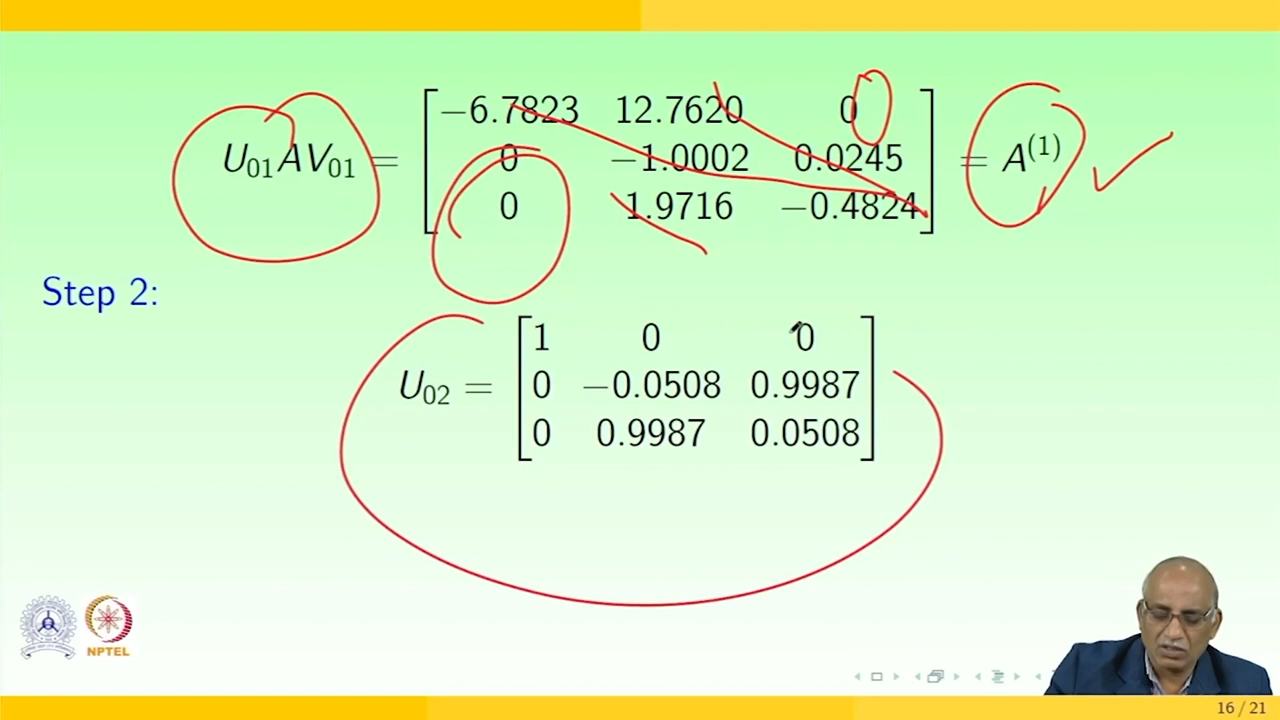 U₀₁AV₀₁ = [ −6.7823 12.7620 0
0 −1.0002 0.0245 = A⁽¹⁾
0 1.9716 −0.4824 ]
Step 2:
[ 1 0 0
U₀₂ = 0 −0.0508 0.9987
0 0.9987 0.0508 ]
NPTEL
16 / 21